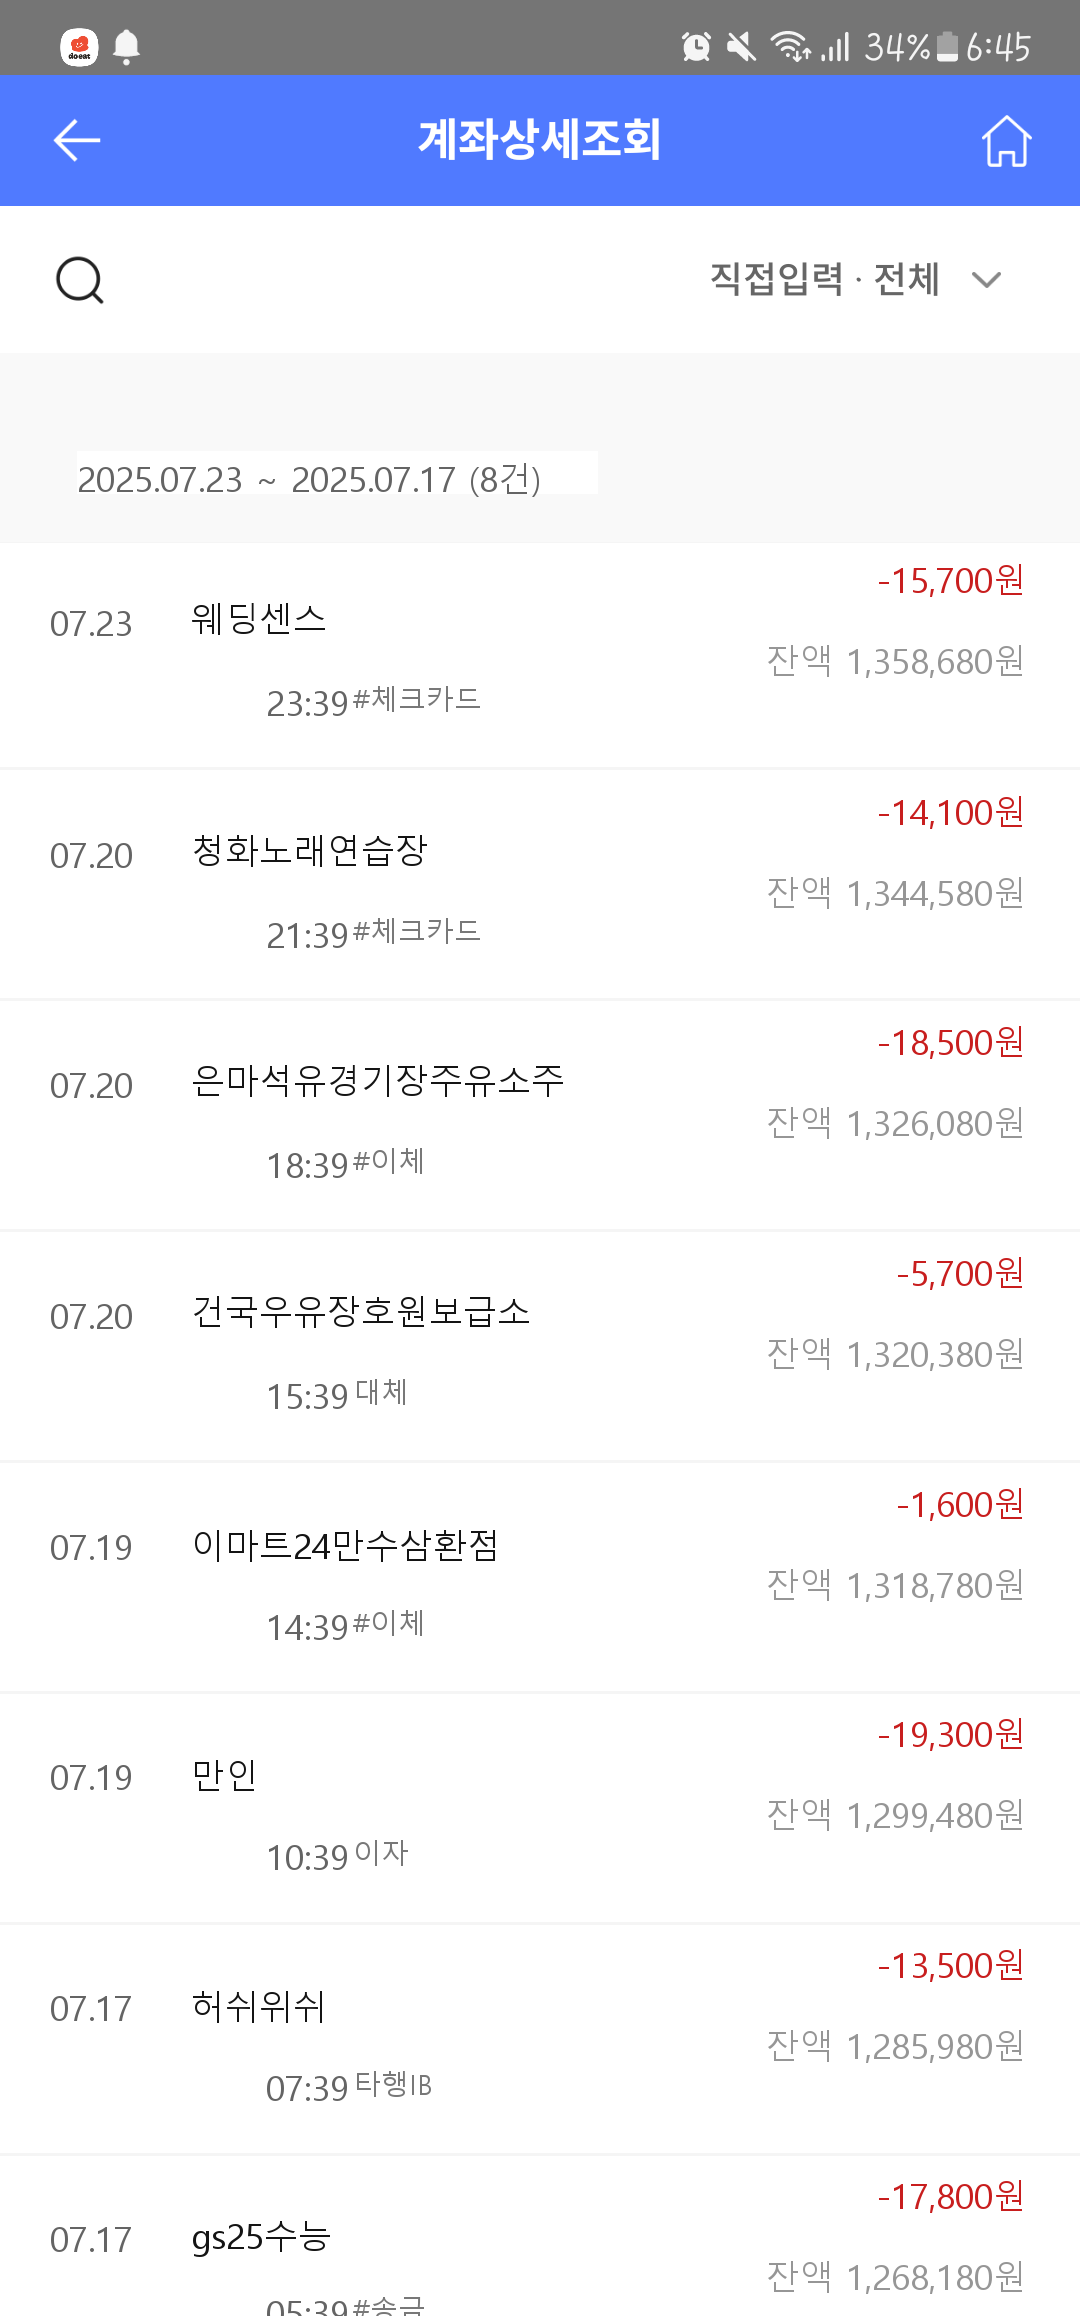 doeat
34% 6:45
계좌상세조회
직접입력 · 전체
2025.07.23 ~ 2025.07.17 (8건)
-15,700원
07.23 웨딩센스
잔액 1,358,680원
23:39 #체크카드
-14,100원
07.20 청화노래연습장
잔액 1,344,580원
21:39 #체크카드
-18,500원
07.20 은마석유경기장주유소주
잔액 1,326,080원
18:39 #이체
-5,700원
07.20 건국우유장호원보급소
잔액 1,320,380원
15:39 대체
-1,600원
07.19 이마트24만수삼환점
잔액 1,318,780원
14:39 #이체
-19,300원
07.19 만인
잔액 1,299,480원
10:39 이자
-13,500원
07.17 허쉬위쉬
잔액 1,285,980원
07:39 타행IB
-17,800원
07.17 gs25수능
잔액 1,268,180원
05:39 #송금